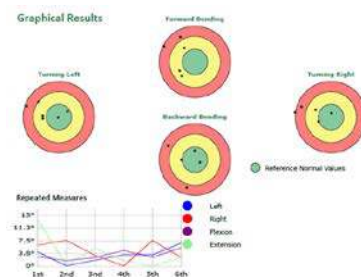 Graphical Results
Forward Bending
Turning Left
Turning Right
Backward Bending
Reference Normal Values
Repeated Measures
15°
11.3°
7.5°
3.8°
0°
1st 2nd 3rd 4th 5th 6th
Left
Right
Flexion
Extension